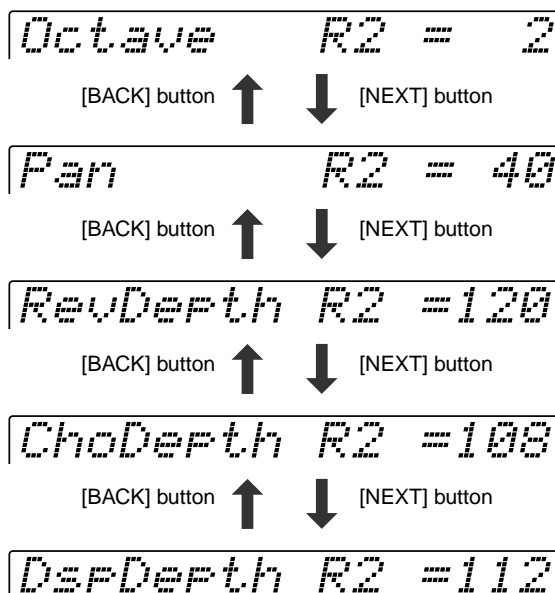 Octave R2 = 2
[BACK] button [NEXT] button
Pan R2 = 40
[BACK] button [NEXT] button
RevDepth R2 =120
[BACK] button [NEXT] button
ChoDepth R2 =108
[BACK] button [NEXT] button
DspDepth R2 =112